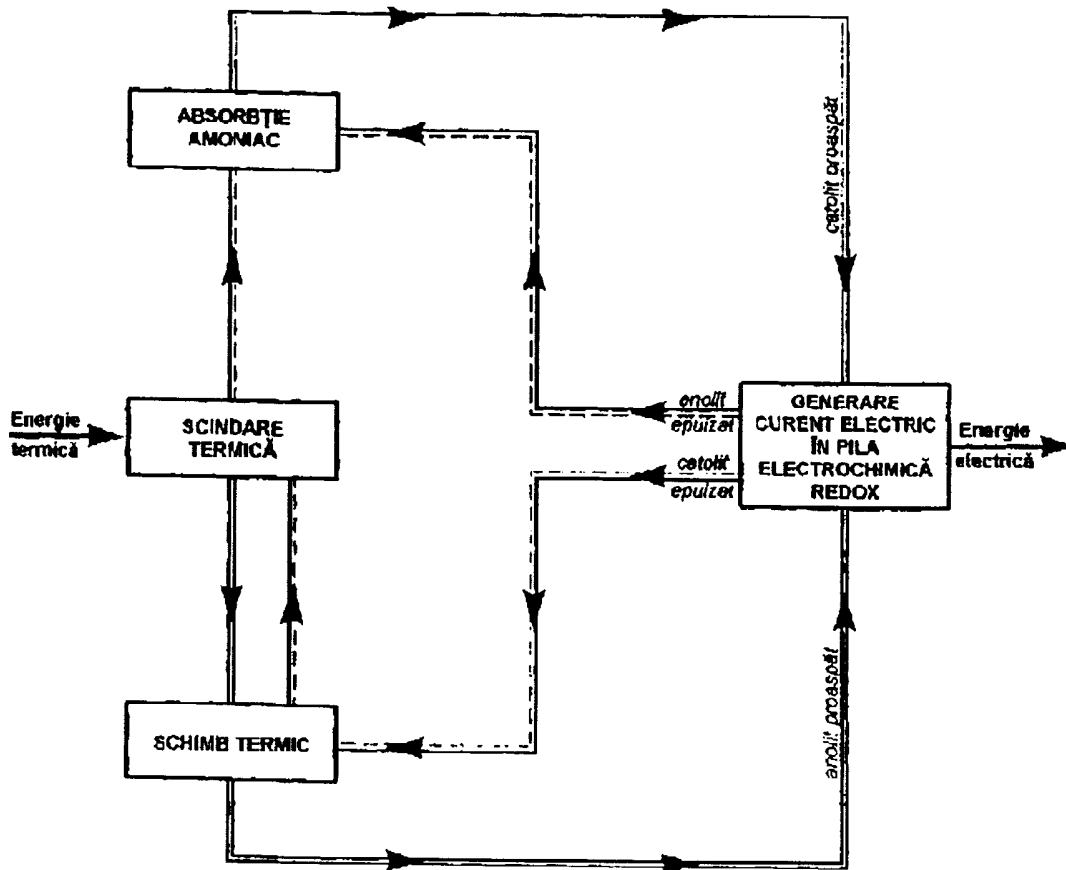 ABSORBȚIE
AMONIAC
catolit proaspăt
Energie
termică
SCINDARE
TERMICĂ
anolit
epuizat
catolit
epuizat
GENERARE
CURENT ELECTRIC
ÎN PILA
ELECTROCHIMICĂ
REDOX
Energie
electrică
SCHIMB TERMIC
anolit proaspăt